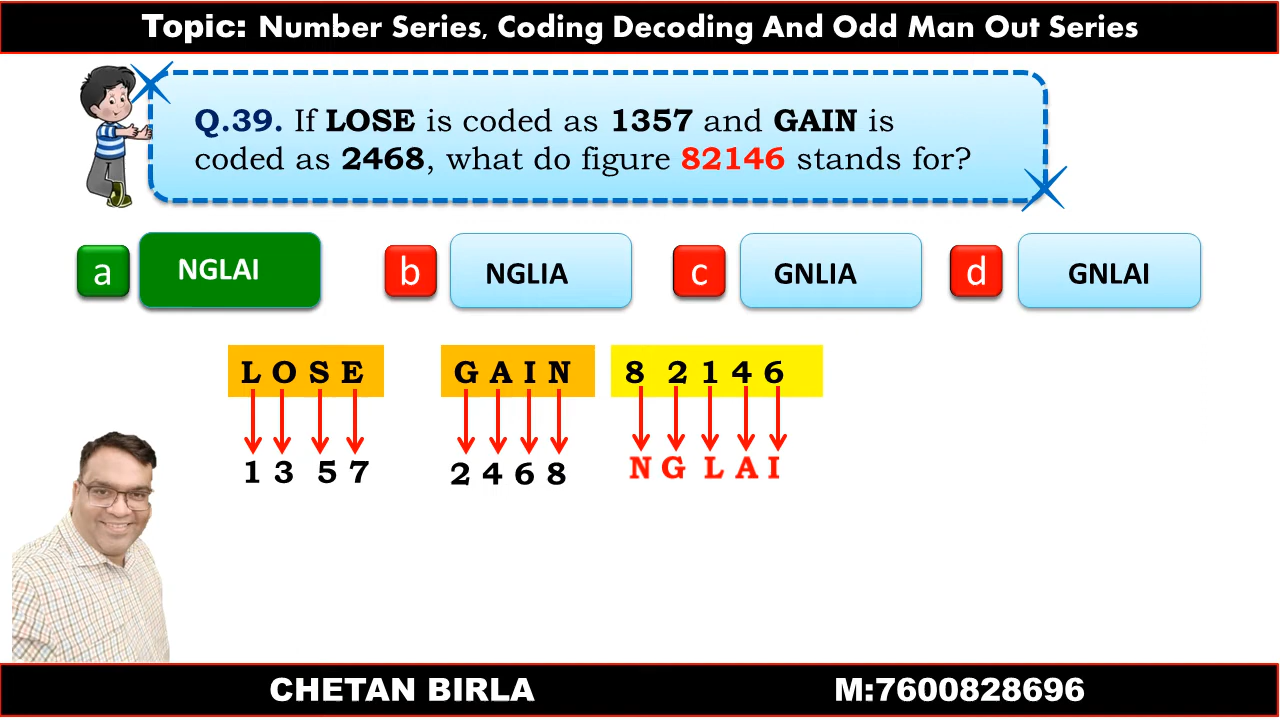 Topic: Number Series, Coding Decoding And Odd Man Out Series
Q.39. If LOSE is coded as 1357 and GAIN is
coded as 2468, what do figure 82146 stands for?
a NGLAI b NGLIA c GNLIA d GNLAI
L O S E G A I N 8 2 1 4 6
1 3 5 7 2 4 6 8 N G L A I
CHETAN BIRLA M:7600828696